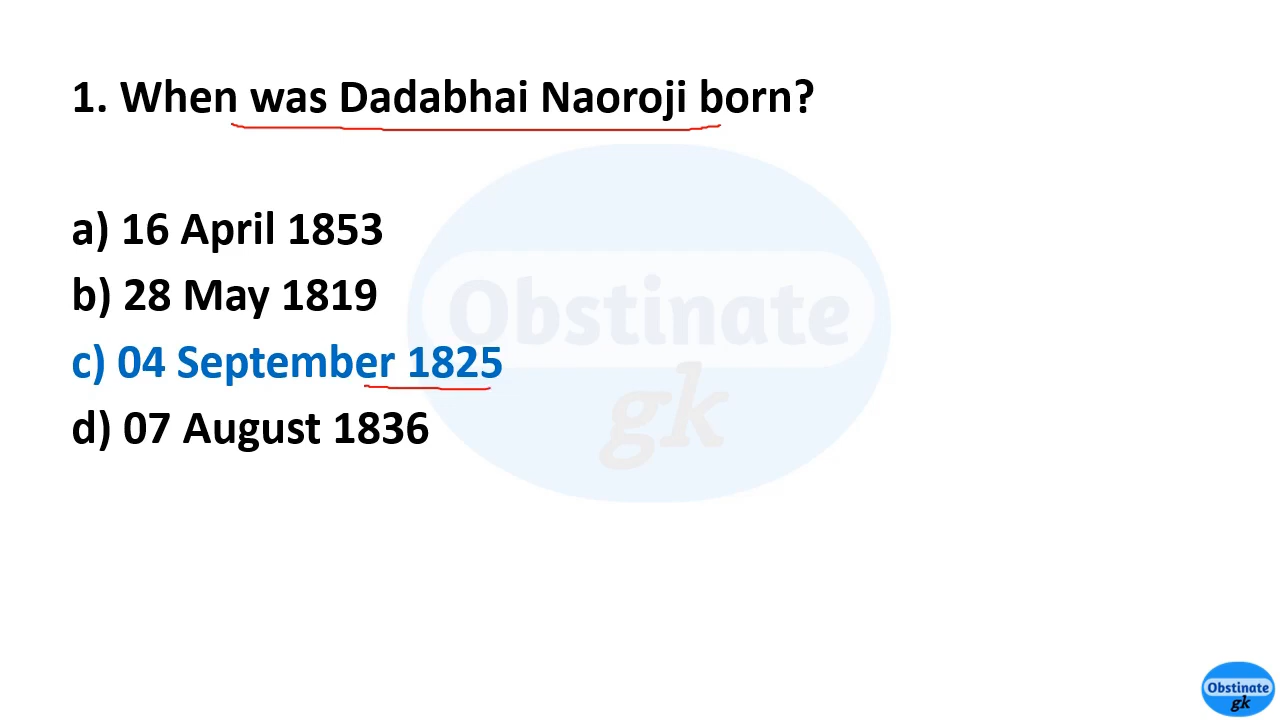 1. When was Dadabhai Naoroji born?
a) 16 April 1853
b) 28 May 1819
c) 04 September 1825
d) 07 August 1836
Obstinate
gk
Obstinate
gk